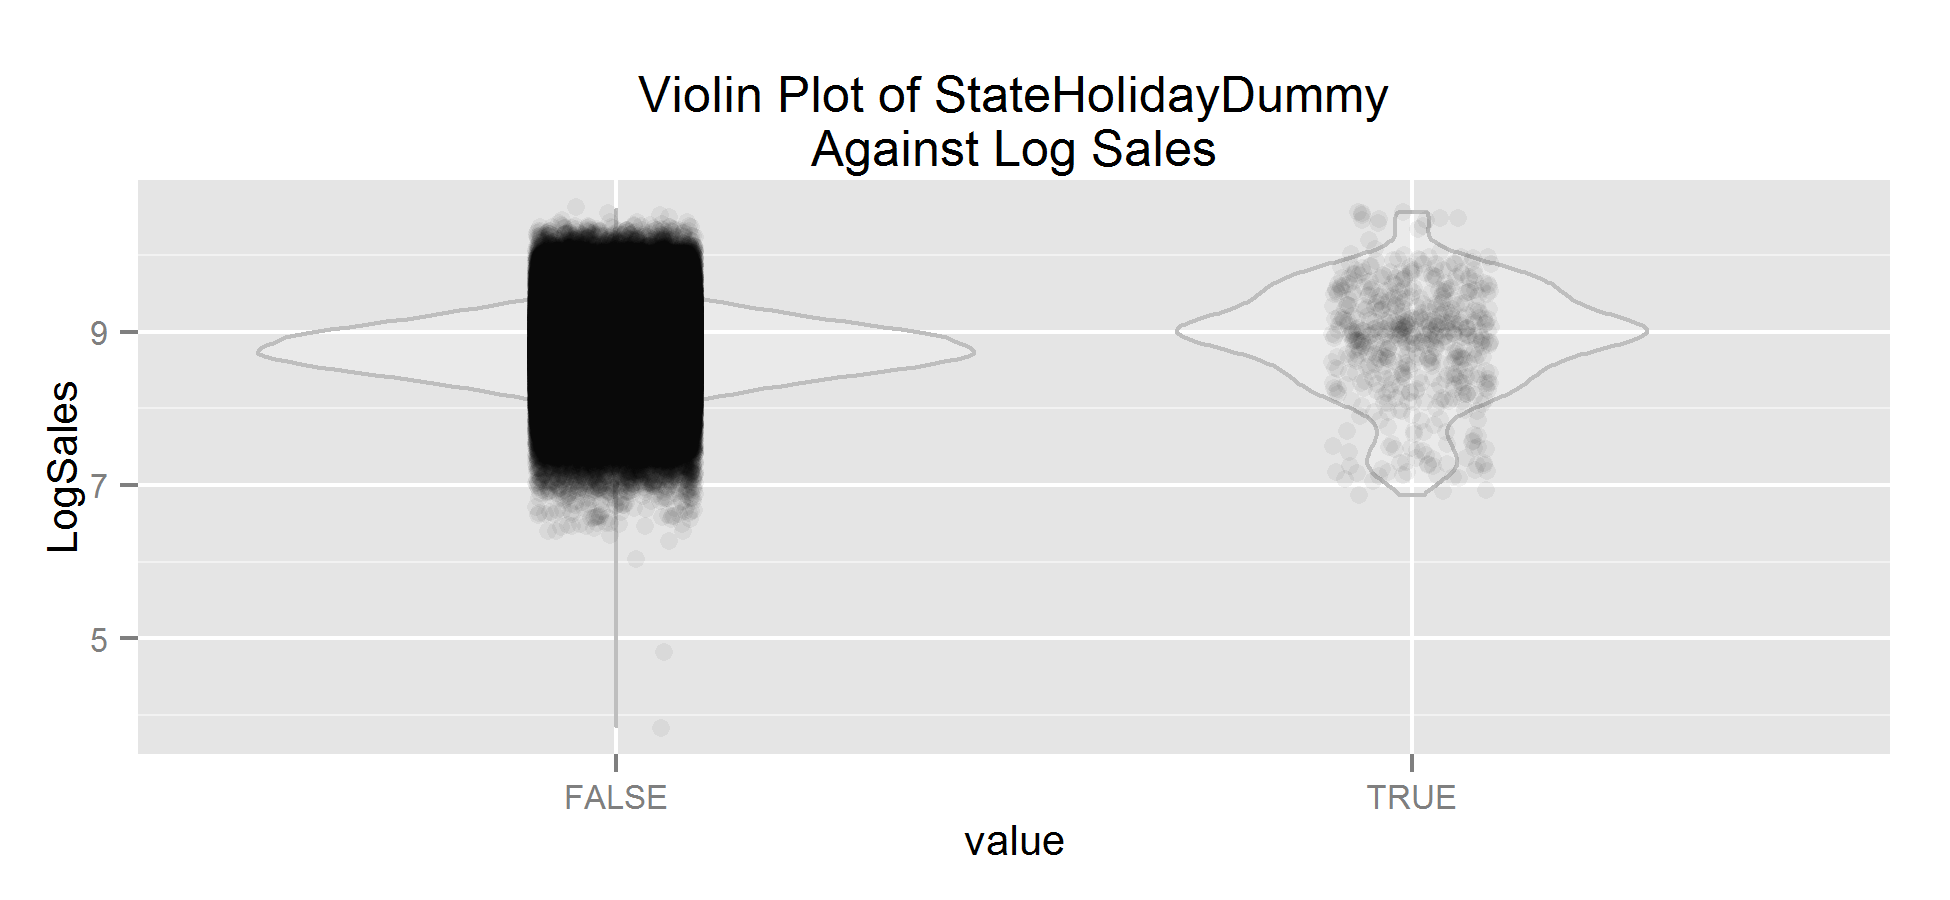 Violin Plot of StateHolidayDummy
Against Log Sales
LogSales
9
7
5
FALSE
TRUE
value